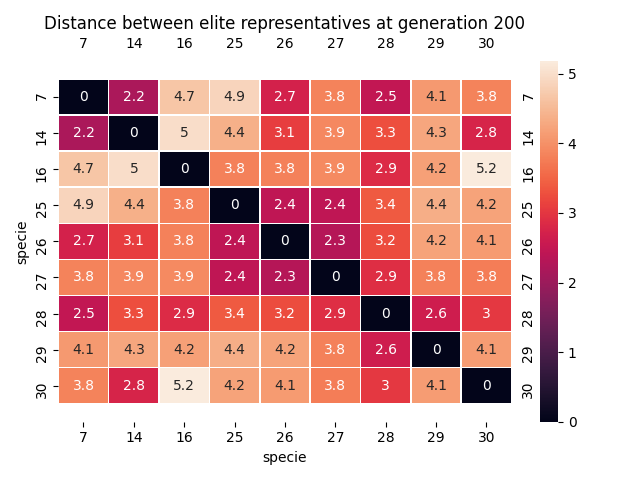 Distance between elite representatives at generation 200
7 14 16 25 26 27 28 29 30
7 0 2.2 4.7 4.9 2.7 3.8 2.5 4.1 3.8 7
14 2.2 0 5 4.4 3.1 3.9 3.3 4.3 2.8 14
16 4.7 5 0 3.8 3.8 3.9 2.9 4.2 5.2 16
25 4.9 4.4 3.8 0 2.4 2.4 3.4 4.4 4.2 25
26 2.7 3.1 3.8 2.4 0 2.3 3.2 4.2 4.1 26
27 3.8 3.9 3.9 2.4 2.3 0 2.9 3.8 3.8 27
28 2.5 3.3 2.9 3.4 3.2 2.9 0 2.6 3 28
29 4.1 4.3 4.2 4.4 4.2 3.8 2.6 0 4.1 29
30 3.8 2.8 5.2 4.2 4.1 3.8 3 4.1 0 30
7 14 16 25 26 27 28 29 30
specie
specie
5
4
3
2
1
0